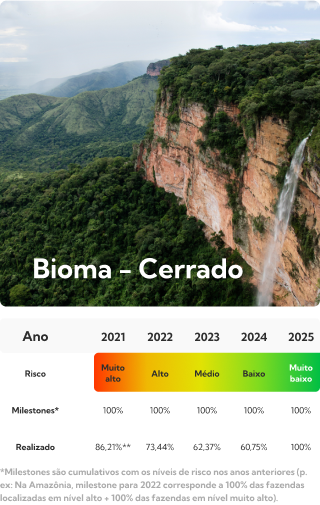 Bioma – Cerrado
Ano 2021 2022 2023 2024 2025
Risco Muito alto Alto Médio Baixo Muito baixo
Milestones* 100% 100% 100% 100% 100%
Realizado 86,21%** 73,44% 62,37% 60,75% 100%
*Milestones são cumulativos com os níveis de risco nos anos anteriores (p.
ex: Na Amazônia, milestone para 2022 corresponde a 100% das fazendas
localizadas em nível alto + 100% das fazendas em nível muito alto).